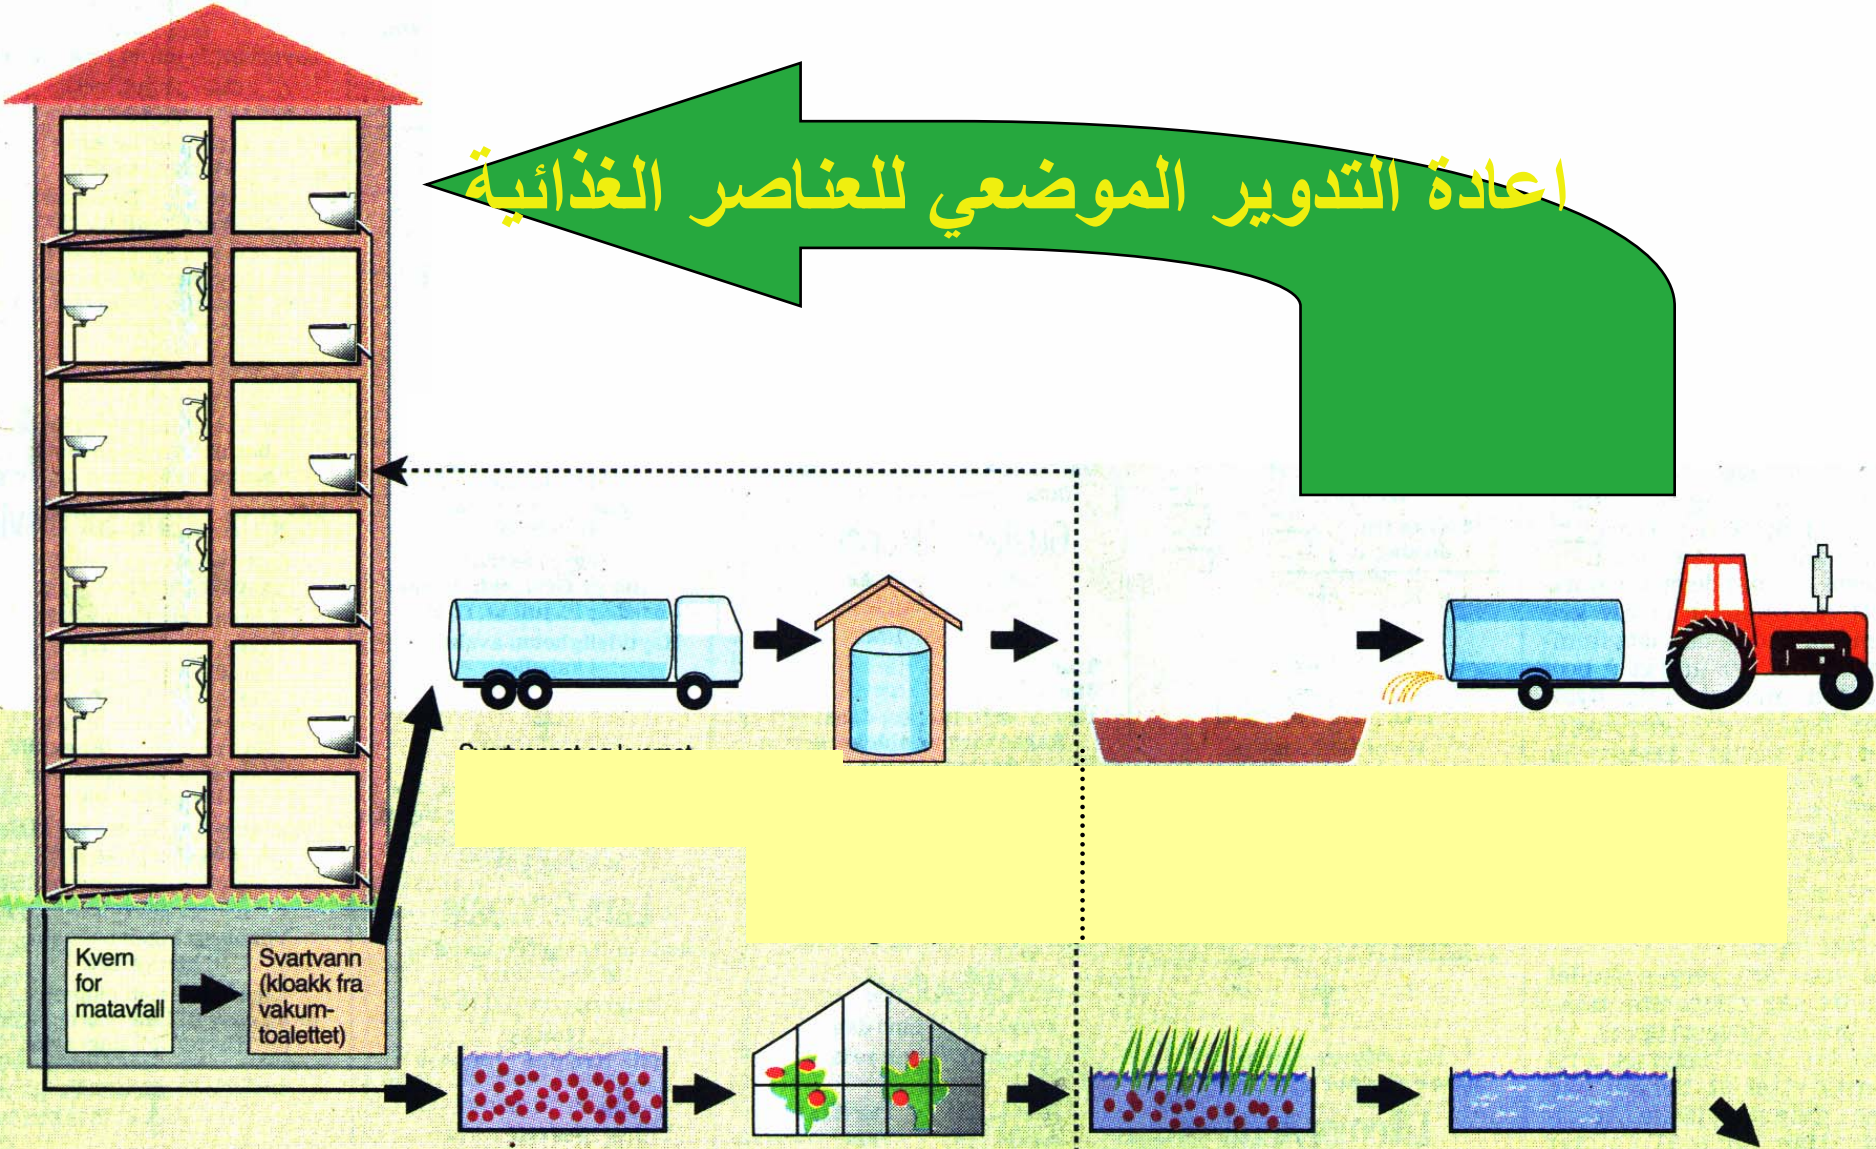 اعادة التدوير الموضعي للعناصر الغذائية
Kvern
for
matavfall
Svartvann
(kloakk fra
vakum-
toalettet)